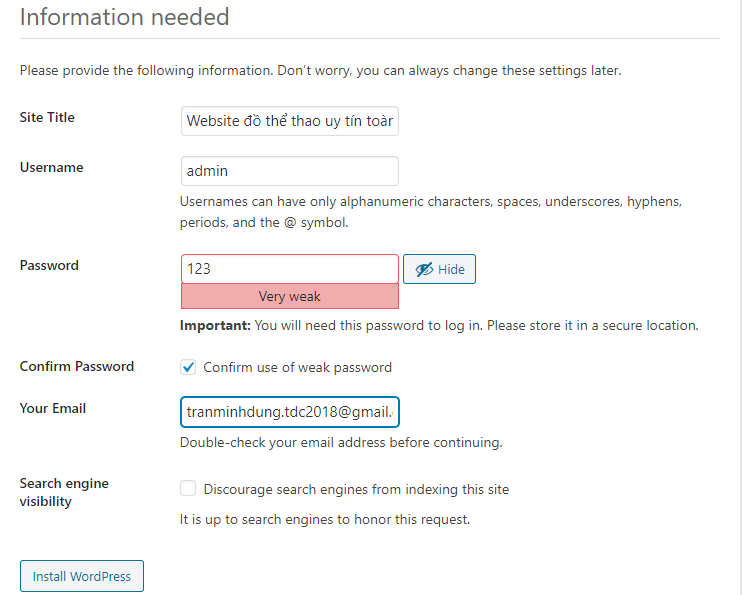 Information needed
Please provide the following information. Don't worry, you can always change these settings later.
Site Title
Website đồ thể thao uy tín toàn
Username
admin
Usernames can have only alphanumeric characters, spaces, underscores, hyphens,
periods, and the @ symbol.
Password
123
Hide
Very weak
Important: You will need this password to log in. Please store it in a secure location.
Confirm Password
Confirm use of weak password
Your Email
tranminhdung.tdc2018@gmail.
Double-check your email address before continuing.
Search engine
visibility
Discourage search engines from indexing this site
It is up to search engines to honor this request.
Install WordPress